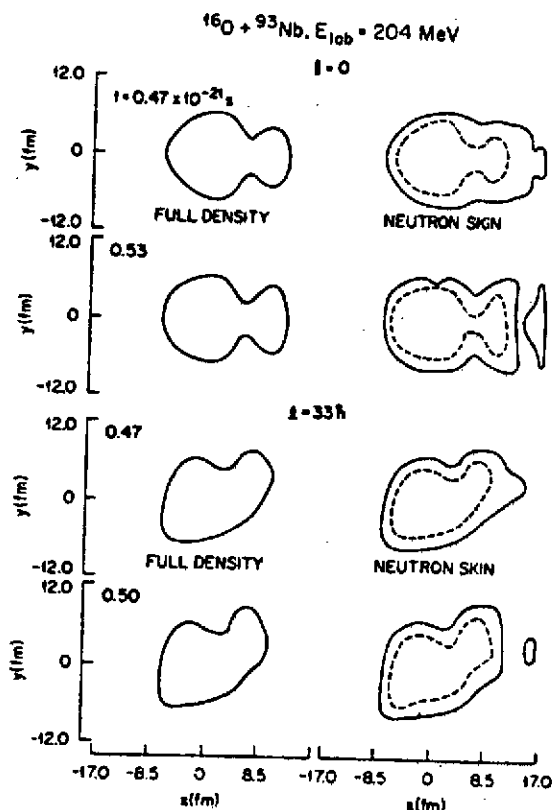 ¹⁶O + ⁹³Nb, E_lab = 204 MeV
l = 0
12.0
t = 0.47 x 10⁻²¹ s
y(fm)
0
-12.0
FULL DENSITY
NEUTRON SKIN
12.0
0.53
y(fm)
0
-12.0
l = 33ħ
12.0
0.47
y(fm)
0
-12.0
FULL DENSITY
NEUTRON SKIN
12.0
0.50
y(fm)
0
-12.0
-17.0 -8.5 0 8.5 -17.0 -8.5 0 8.5 17.0
z(fm) z(fm)